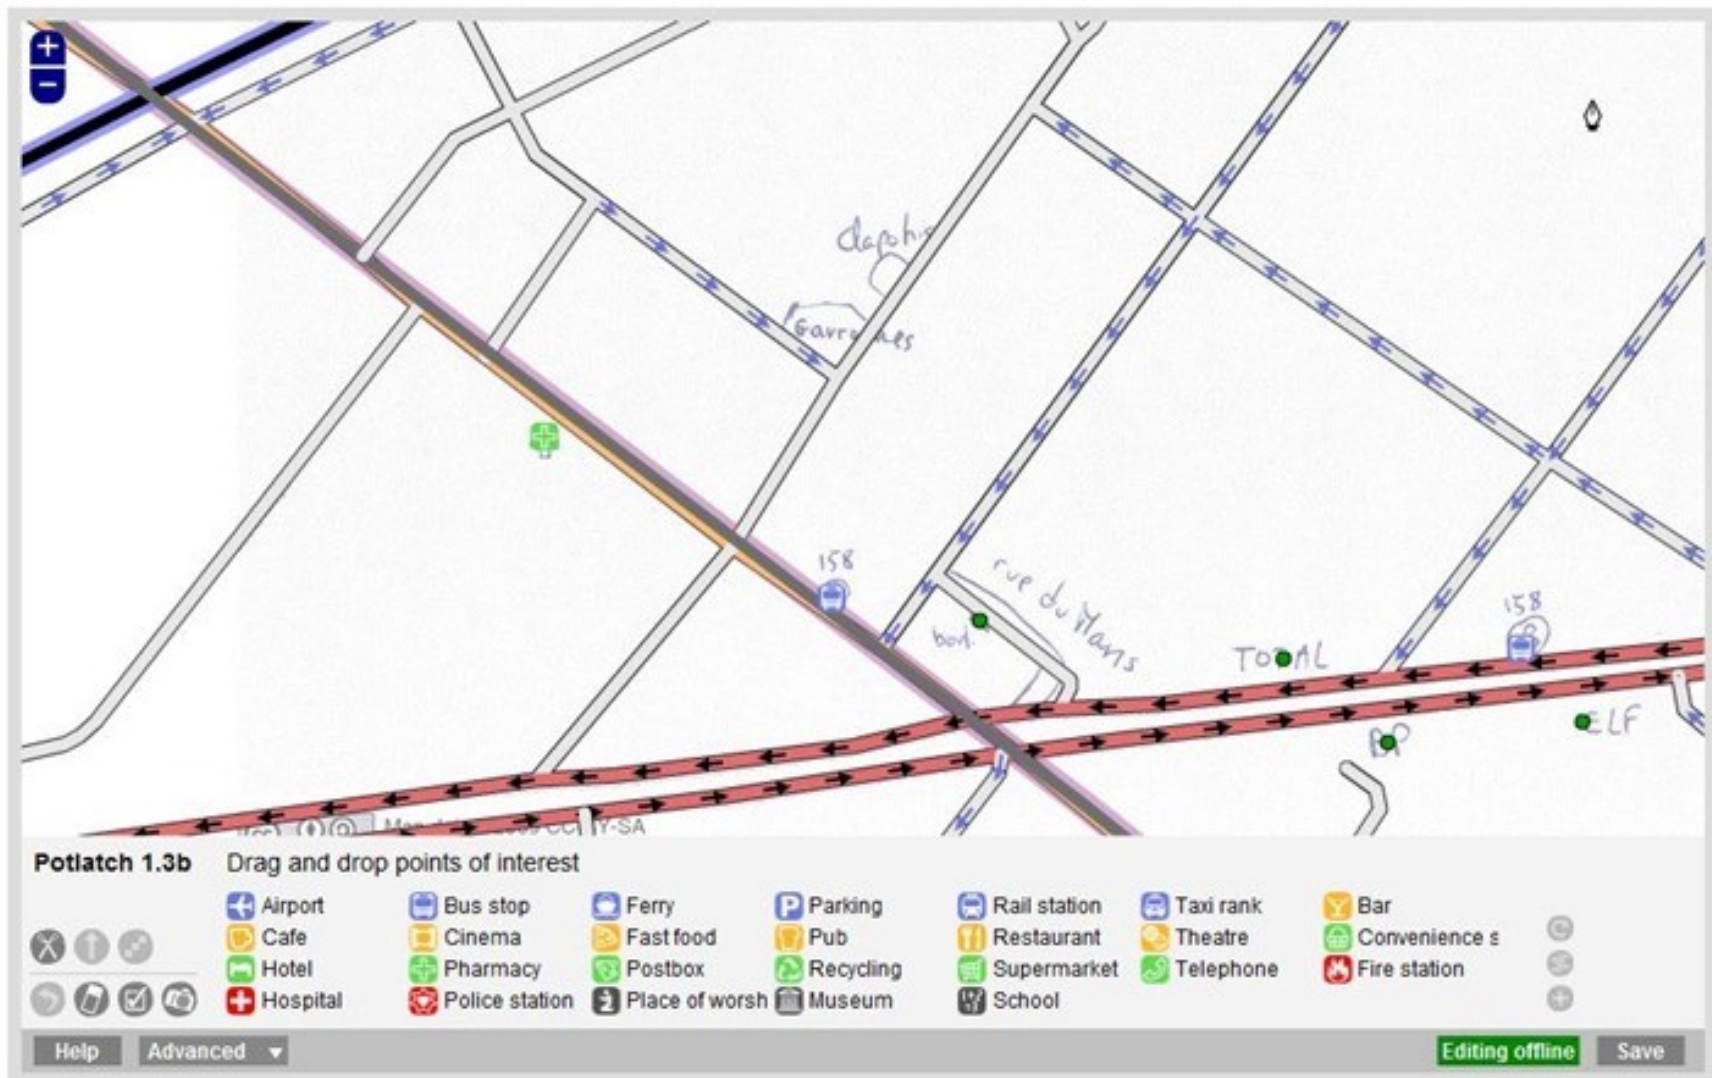 +
−
158
rue du Mans
TOTAL
158
BP
ELF
Potlatch 1.3b
Drag and drop points of interest
Airport
Bus stop
Ferry
Parking
Rail station
Taxi rank
Bar
Cafe
Cinema
Fast food
Pub
Restaurant
Theatre
Convenience s
Hotel
Pharmacy
Postbox
Recycling
Supermarket
Telephone
Fire station
Hospital
Police station
Place of worsh
Museum
School
Help
Advanced
Editing offline
Save